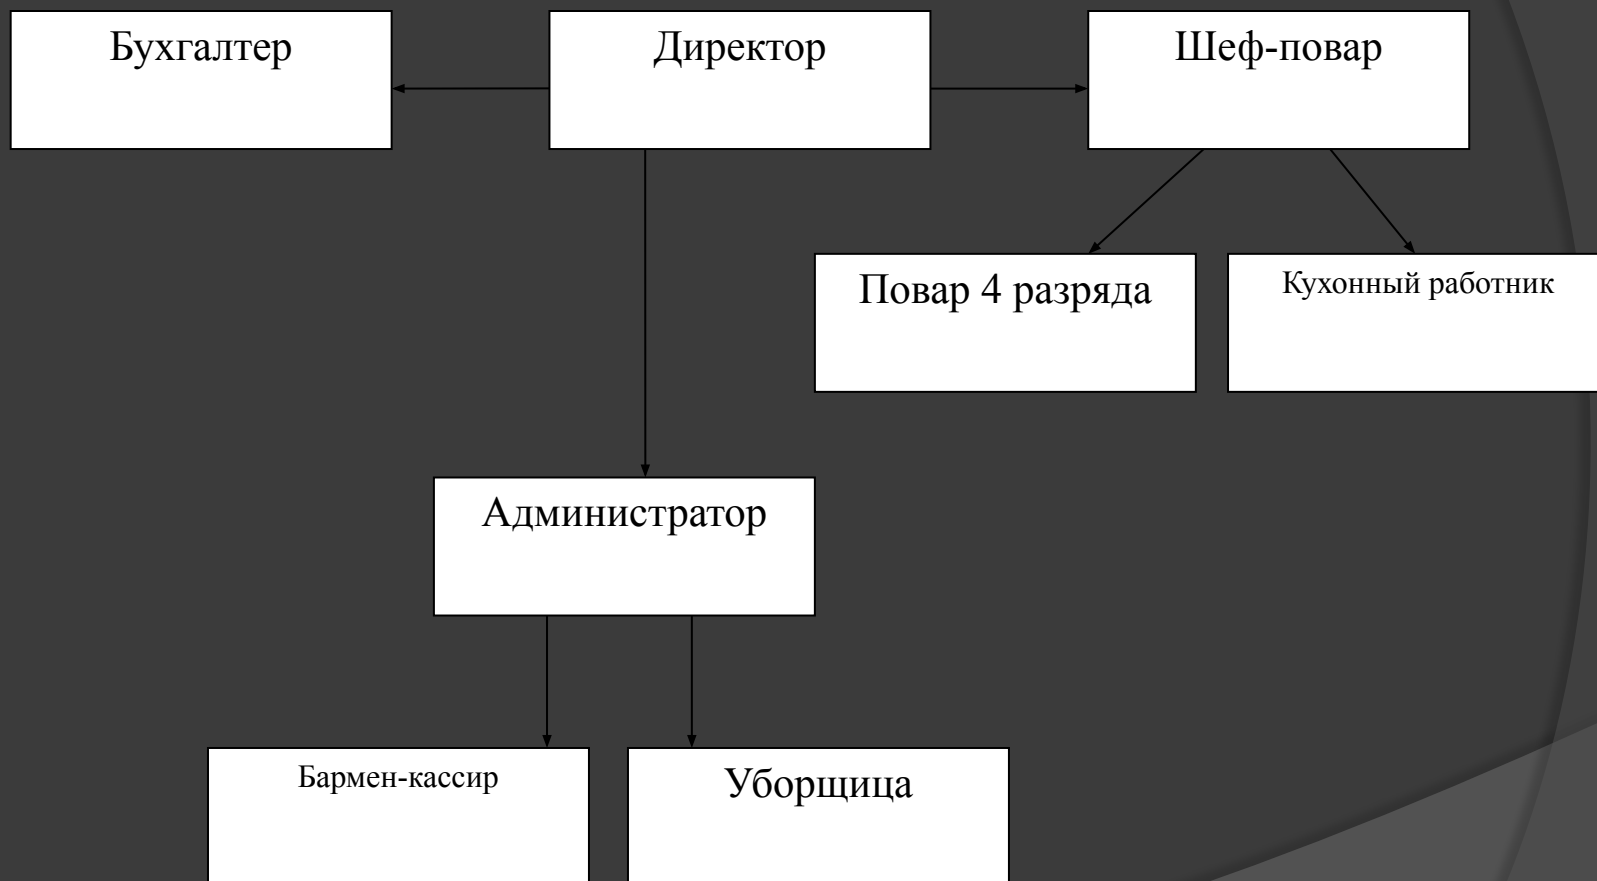 Бухгалтер
Директор
Шеф-повар
Повар 4 разряда
Кухонный работник
Администратор
Бармен-кассир
Уборщица